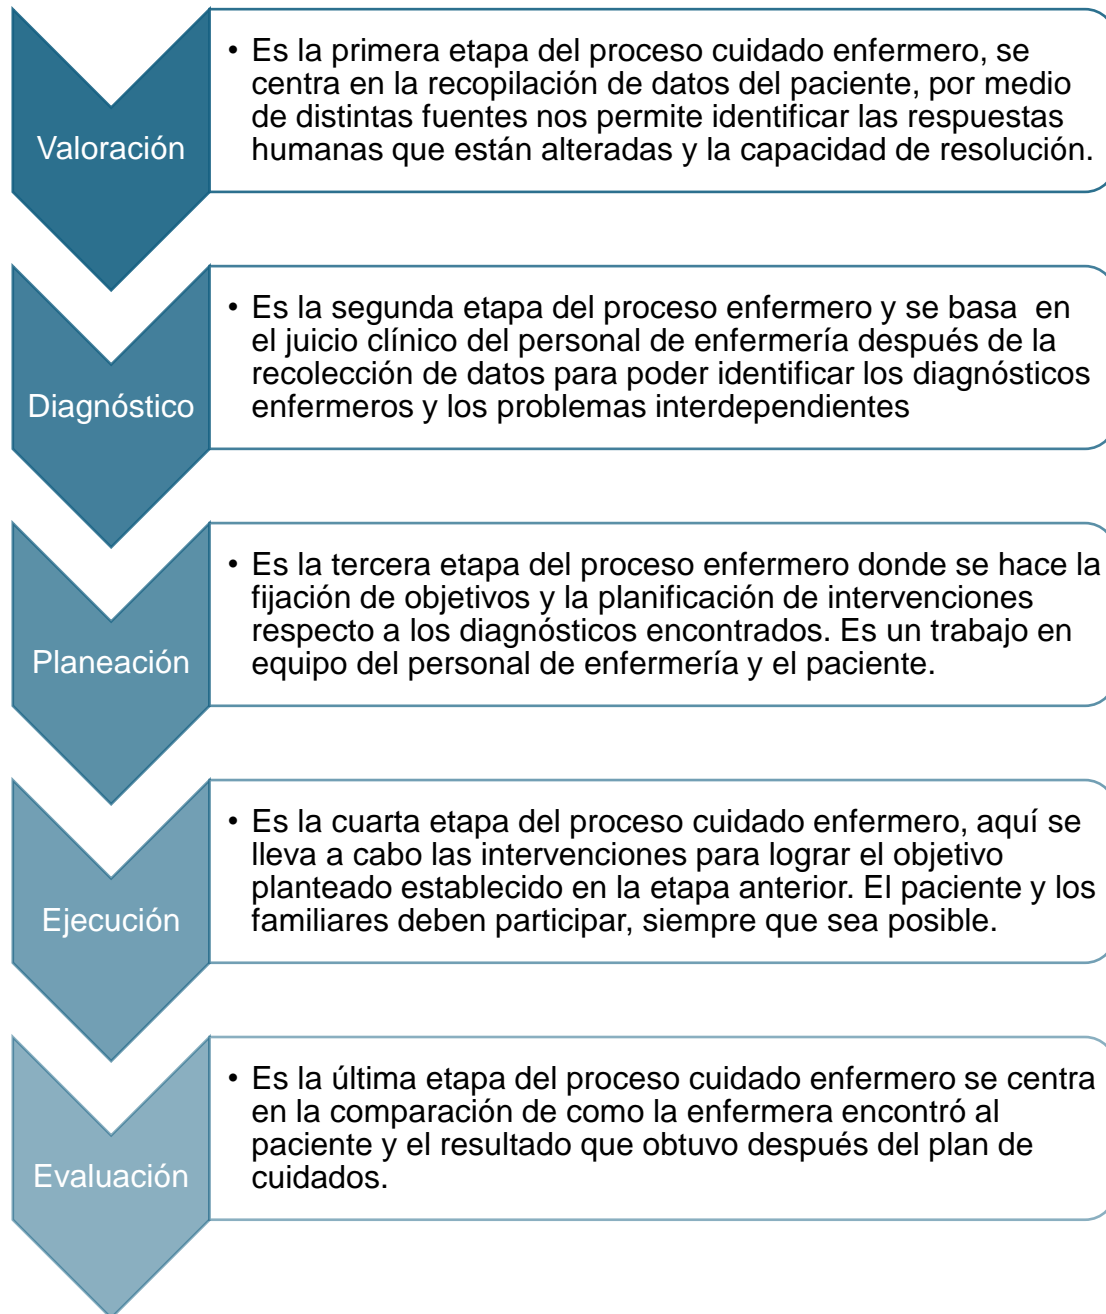 Valoración
• Es la primera etapa del proceso cuidado enfermero, se
centra en la recopilación de datos del paciente, por medio
de distintas fuentes nos permite identificar las respuestas
humanas que están alteradas y la capacidad de resolución.
Diagnóstico
• Es la segunda etapa del proceso enfermero y se basa  en
el juicio clínico del personal de enfermería después de la
recolección de datos para poder identificar los diagnósticos
enfermeros y los problemas interdependientes
Planeación
• Es la tercera etapa del proceso enfermero donde se hace la
fijación de objetivos y la planificación de intervenciones
respecto a los diagnósticos encontrados. Es un trabajo en
equipo del personal de enfermería y el paciente.
Ejecución
• Es la cuarta etapa del proceso cuidado enfermero, aquí se
lleva a cabo las intervenciones para lograr el objetivo
planteado establecido en la etapa anterior. El paciente y los
familiares deben participar, siempre que sea posible.
Evaluación
• Es la última etapa del proceso cuidado enfermero se centra
en la comparación de como la enfermera encontró al
paciente y el resultado que obtuvo después del plan de
cuidados.